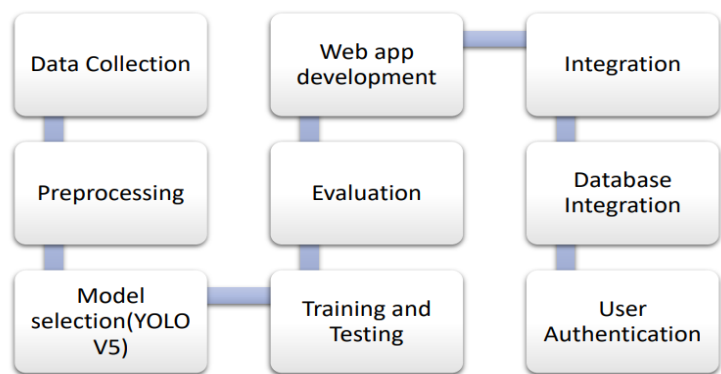 Data Collection
Preprocessing
Model
selection(YOLO
V5)
Training and
Testing
Evaluation
Web app
development
Integration
Database
Integration
User
Authentication